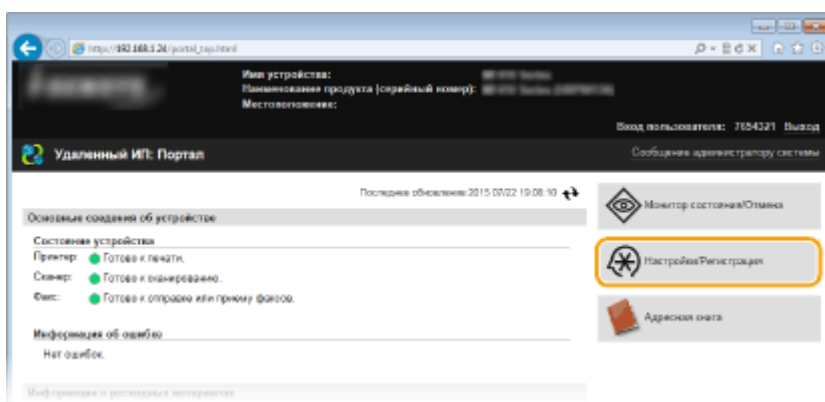 http://192.168.1.24/portal_top.html
Имя устройства:
Наименование продукта (серийный номер):
Местоположение:
Вход пользователя: 7654321 Выход
Удаленный ИП: Портал
Сообщение администратору системы
Последнее обновление: 2015 07/22 19:08:10
Монитор состояния/Отмена
Основные сведения об устройстве
Состояние устройства
Принтер: Готово к печати.
Настройки/Регистрация
Сканер: Готово к сканированию.
Факс: Готово к отправке или приему факсов.
Адресная книга
Информация об ошибке
Нет ошибок.
Информация о расходных материалах